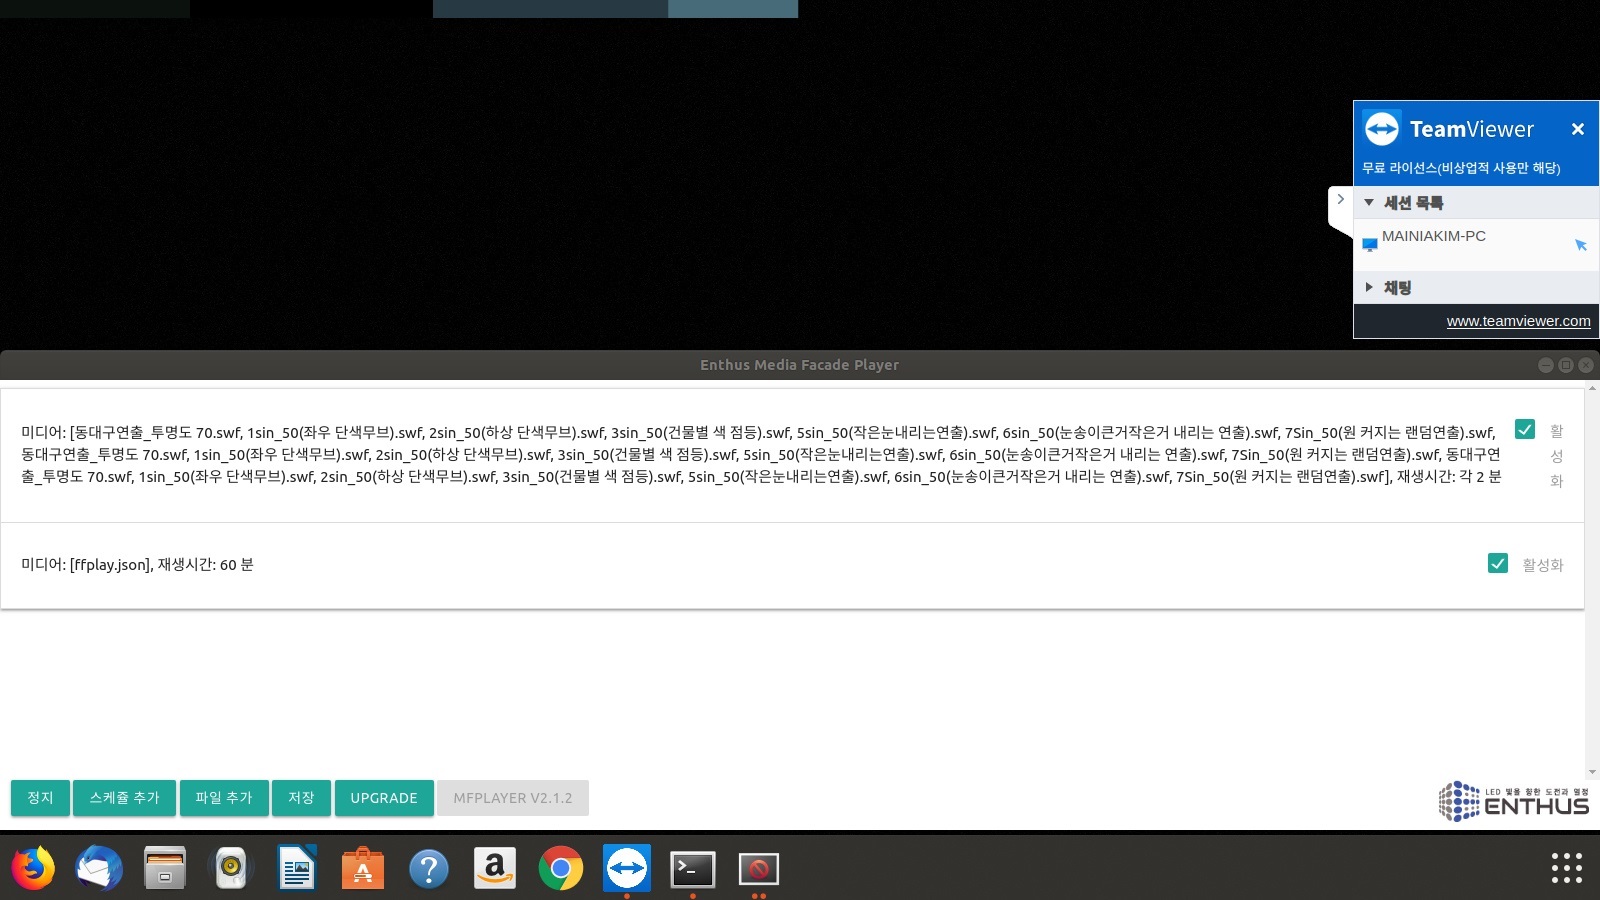 TeamViewer
무료 라이선스(비상업적 사용만 해당)
세션 목록
MAINIAKIM-PC
채팅
www.teamviewer.com
Enthus Media Facade Player
미디어: [동대구연출_투명도 70.swf, 1sin_50(좌우 단색무브).swf, 2sin_50(하상 단색무브).swf, 3sin_50(건물별 색 점등).swf, 5sin_50(작은눈내리는연출).swf, 6sin_50(눈송이큰거작은거 내리는 연출).swf, 7Sin_50(원 커지는 랜덤연출).swf,
동대구연출_투명도 70.swf, 1sin_50(좌우 단색무브).swf, 2sin_50(하상 단색무브).swf, 3sin_50(건물별 색 점등).swf, 5sin_50(작은눈내리는연출).swf, 6sin_50(눈송이큰거작은거 내리는 연출).swf, 7Sin_50(원 커지는 랜덤연출).swf, 동대구연
출_투명도 70.swf, 1sin_50(좌우 단색무브).swf, 2sin_50(하상 단색무브).swf, 3sin_50(건물별 색 점등).swf, 5sin_50(작은눈내리는연출).swf, 6sin_50(눈송이큰거작은거 내리는 연출).swf, 7Sin_50(원 커지는 랜덤연출).swf], 재생시간: 각 2 분
활
성
화
미디어: [ffplay.json], 재생시간: 60 분
활성화
정지
스케쥴 추가
파일 추가
저장
UPGRADE
MFPLAYER V2.1.2
LED 빛을 향한 도전과 열정
ENTHUS